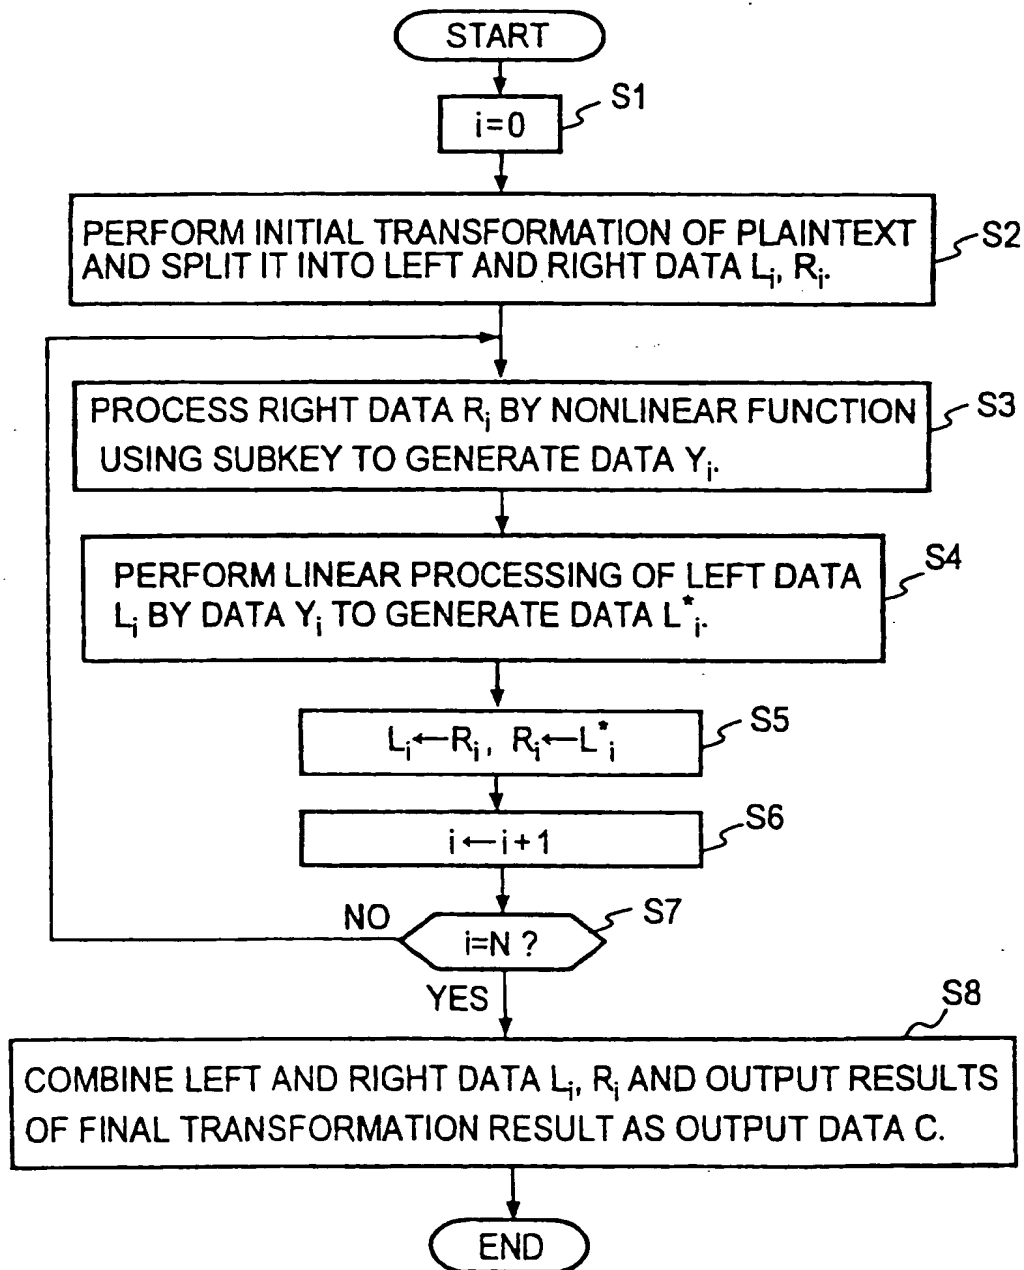 START
i=0
S1
PERFORM INITIAL TRANSFORMATION OF PLAINTEXT
AND SPLIT IT INTO LEFT AND RIGHT DATA Li, Ri.
S2
PROCESS RIGHT DATA Ri BY NONLINEAR FUNCTION
USING SUBKEY TO GENERATE DATA Yi.
S3
PERFORM LINEAR PROCESSING OF LEFT DATA
Li BY DATA Yi TO GENERATE DATA L*i.
S4
Li←Ri, Ri←L*i
S5
i←i+1
S6
NO
i=N ?
S7
YES
S8
COMBINE LEFT AND RIGHT DATA Li, Ri AND OUTPUT RESULTS
OF FINAL TRANSFORMATION RESULT AS OUTPUT DATA C.
END